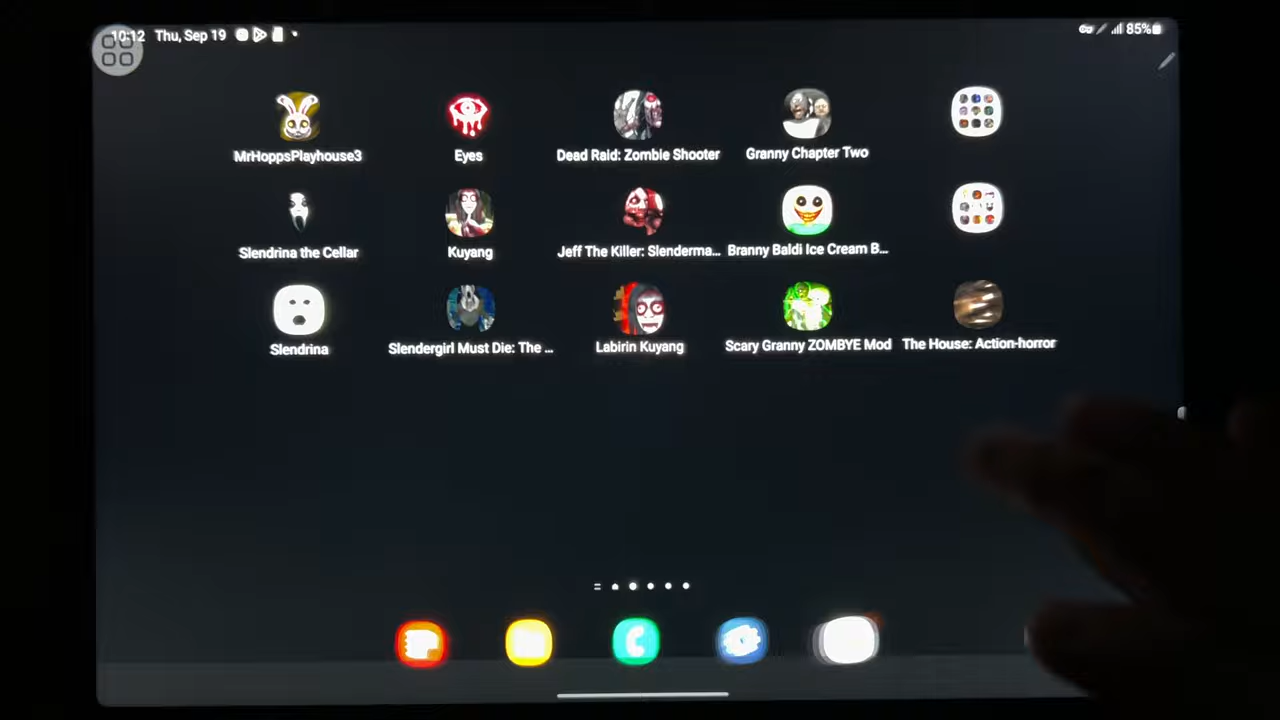 10:12 Thu, Sep 19
85%
MrHoppsPlayhouse3
Eyes
Dead Raid: Zombie Shooter
Granny Chapter Two
Slendrina the Cellar
Kuyang
Jeff The Killer: Slenderma...
Branny Baldi Ice Cream B...
Slendrina
Slendergirl Must Die: The ...
Labirin Kuyang
Scary Granny ZOMBYE Mod
The House: Action-horror